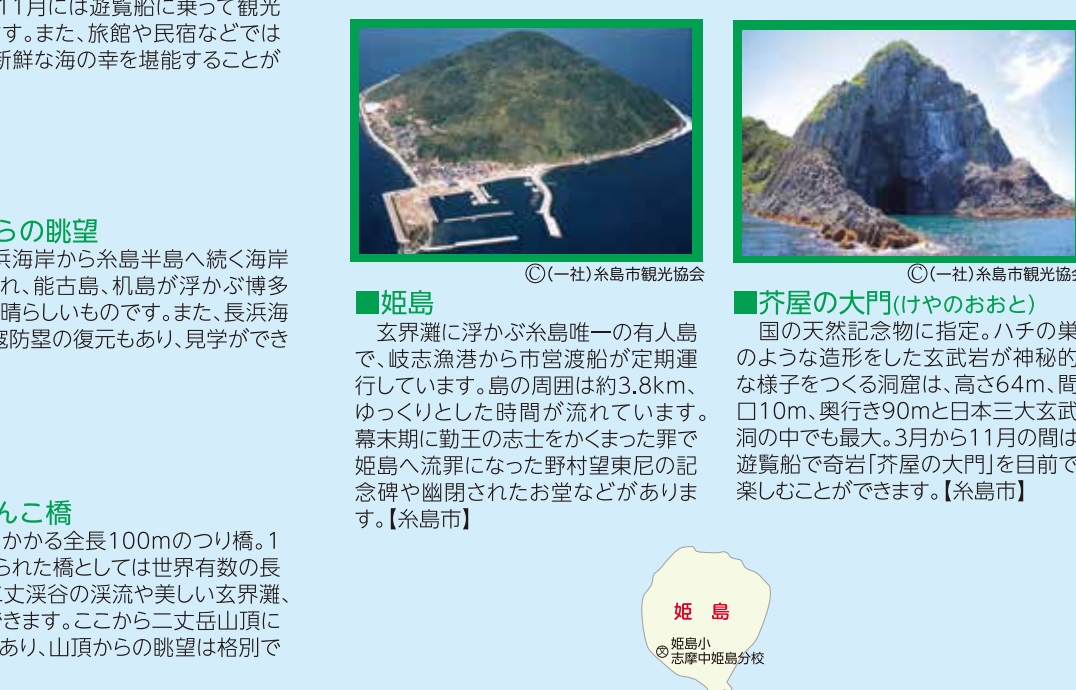 11月には遊覧船に乗って観光
す。また、旅館や民宿などでは
新鮮な海の幸を堪能することが
らの眺望
浜海岸から糸島半島へ続く海岸
れ、能古島、机島が浮かぶ博多
晴らしいものです。また、長浜海
寇防塁の復元もあり、見学ができ
んこ橋
かかる全長100mのつり橋。1
られた橋としては世界有数の長
二丈渓谷の渓流や美しい玄界灘、
できます。ここから二丈岳山頂に
あり、山頂からの眺望は格別で
Ⓒ(一社)糸島市観光協会
■姫島
玄界灘に浮かぶ糸島唯一の有人島
で、岐志漁港から市営渡船が定期運
行しています。島の周囲は約3.8km、
ゆっくりとした時間が流れています。
幕末期に勤王の志士をかくまった罪で
姫島へ流罪になった野村望東尼の記
念碑や幽閉されたお堂などがありま
す。【糸島市】
Ⓒ(一社)糸島市観光協会
■芥屋の大門(けやのおおと)
国の天然記念物に指定。ハチの巣
のような造形をした玄武岩が神秘的
な様子をつくる洞窟は、高さ64m、間
口10m、奥行き90mと日本三大玄武
洞の中でも最大。3月から11月の間は
遊覧船で奇岩「芥屋の大門」を目前で
楽しむことができます。【糸島市】
姫 島
文
姫島小
志摩中姫島分校